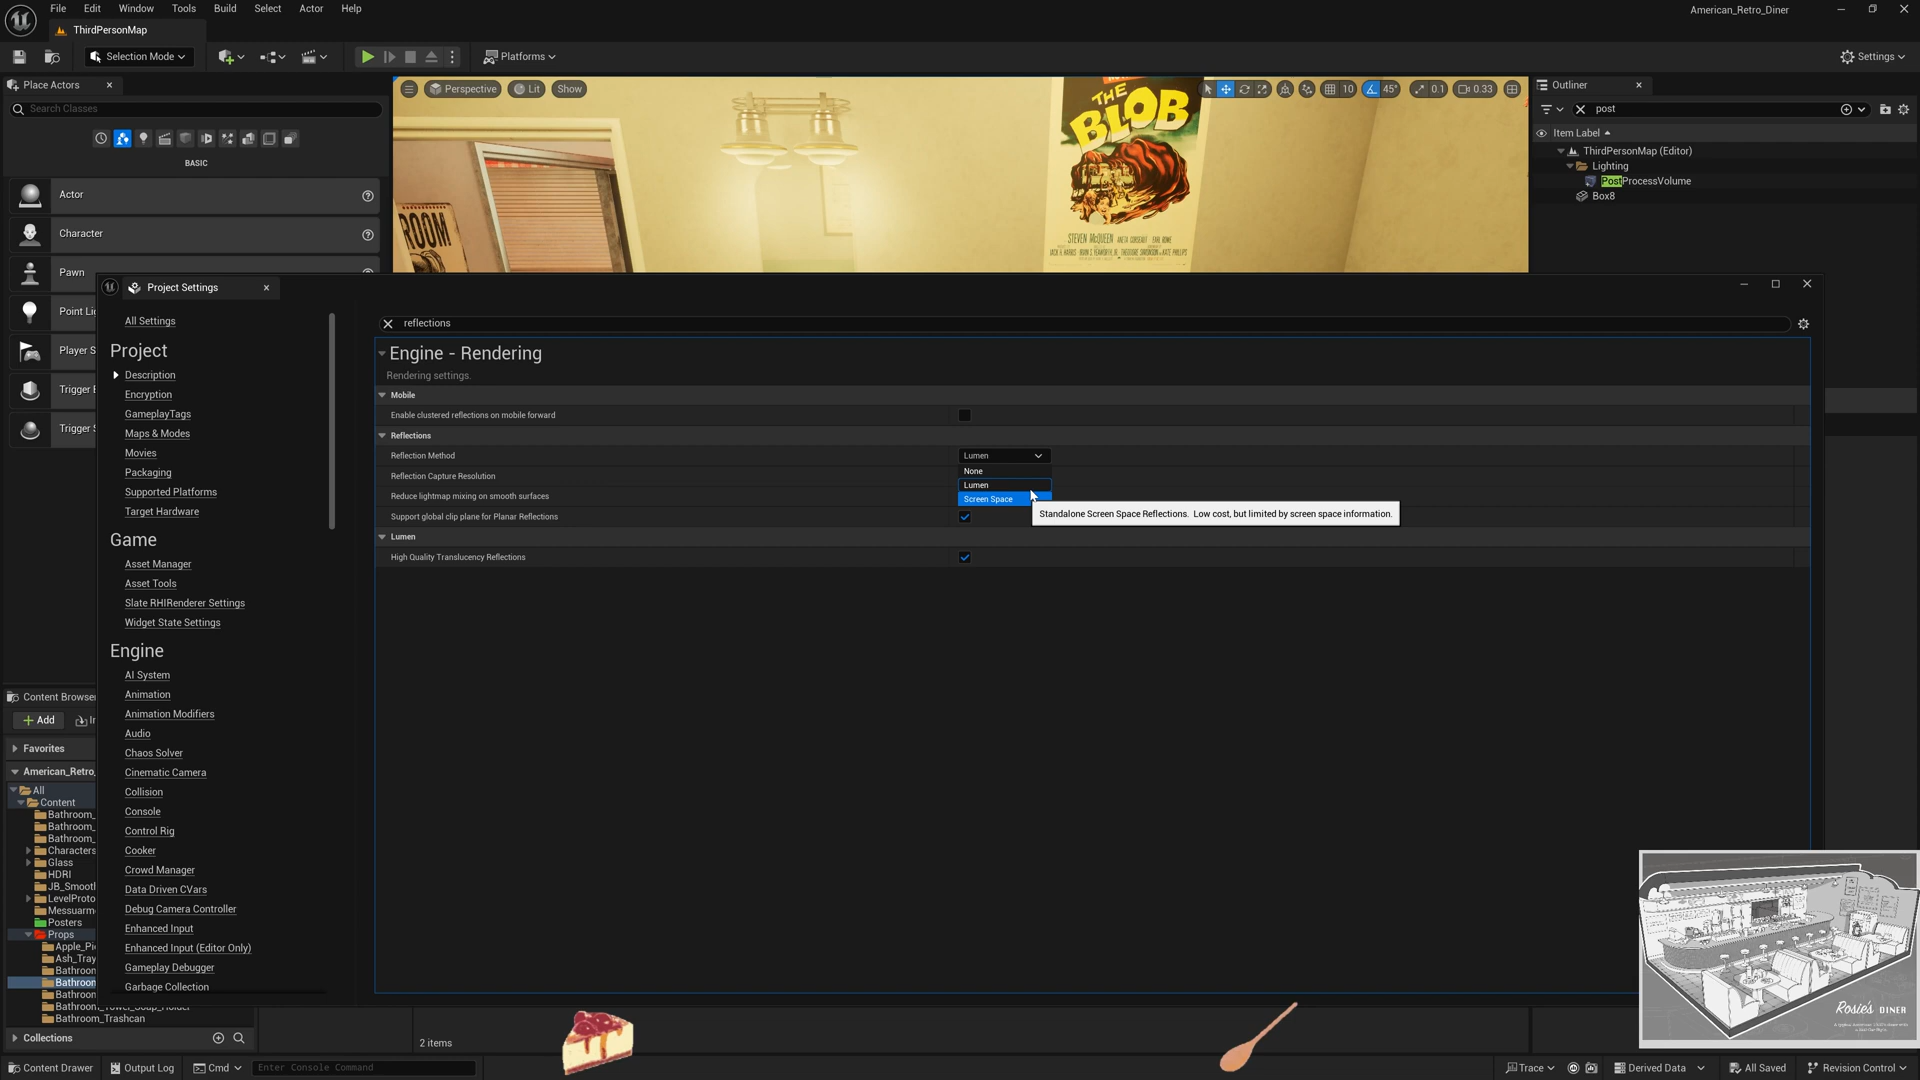 File Edit Window Tools Build Select Actor Help
American_Retro_Diner
ThirdPersonMap
Selection Mode
Platforms
Settings
Place Actors
Search Classes
BASIC
Actor
Character
Pawn
Point Li
Player S
Trigger
Trigger
Perspective
Lit
Show
10
45°
0.1
0.33
THE
BLOB
STEVEN McQUEEN
ROOM
Outliner
post
Item Label
ThirdPersonMap (Editor)
Lighting
PostProcessVolume
Box8
Project Settings
All Settings
Project
Description
Encryption
GameplayTags
Maps & Modes
Movies
Packaging
Supported Platforms
Target Hardware
Game
Asset Manager
Asset Tools
Slate RHIRenderer Settings
Widget State Settings
Engine
AI System
Animation
Animation Modifiers
Audio
Chaos Solver
Cinematic Camera
Collision
Console
Control Rig
Cooker
Crowd Manager
Data Driven CVars
Debug Camera Controller
Enhanced Input
Enhanced Input (Editor Only)
Gameplay Debugger
Garbage Collection
reflections
Engine - Rendering
Rendering settings.
Mobile
Enable clustered reflections on mobile forward
Reflections
Reflection Method
Lumen
None
Lumen
Screen Space
Reflection Capture Resolution
Reduce lightmap mixing on smooth surfaces
Support global clip plane for Planar Reflections
Standalone Screen Space Reflections. Low cost, but limited by screen space information.
Lumen
High Quality Translucency Reflections
Content Browse
Add
Favorites
American_Retro_
All
Content
Bathroom_
Bathroom_
Bathroom_
Characters
Glass
HDRI
JB_Smoot
LevelProto
Messuarm
Posters
Props
Apple_Pi
Ash_Tray
Bathroom
Bathroom
Bathroom
Bathroom_Trashcan
Collections
2 items
Rosie's DINER
Content Drawer
Output Log
Cmd
Enter Console Command
Trace
Derived Data
All Saved
Revision Control